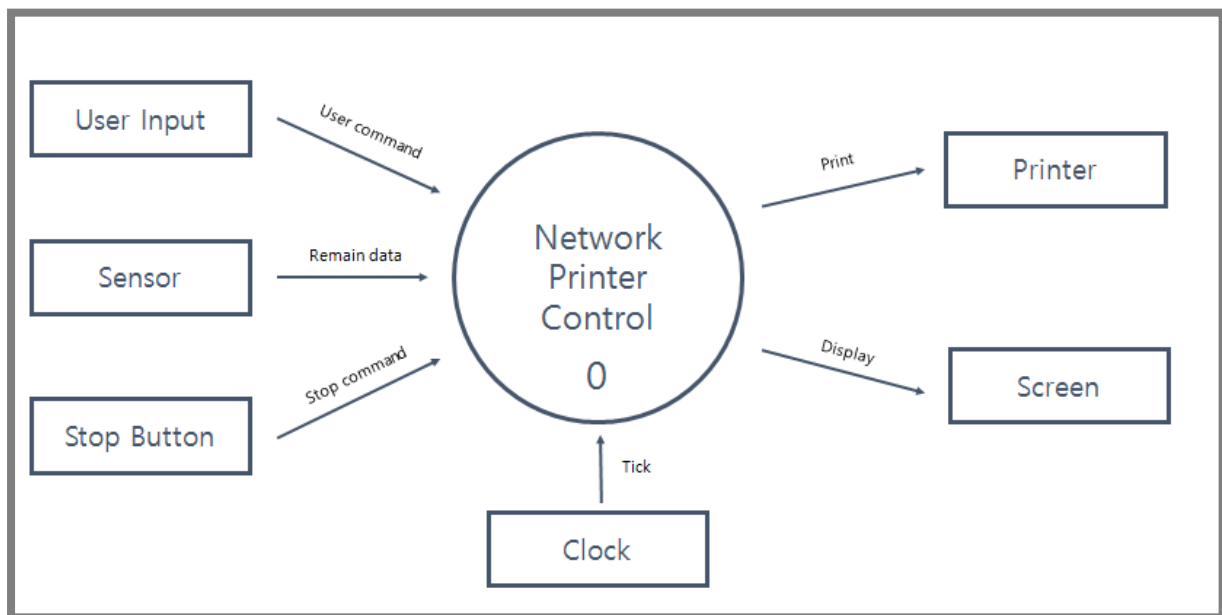 User Input
User command
Sensor
Remain data
Stop Button
Stop command
Network
Printer
Control
0
Tick
Clock
Print
Printer
Display
Screen